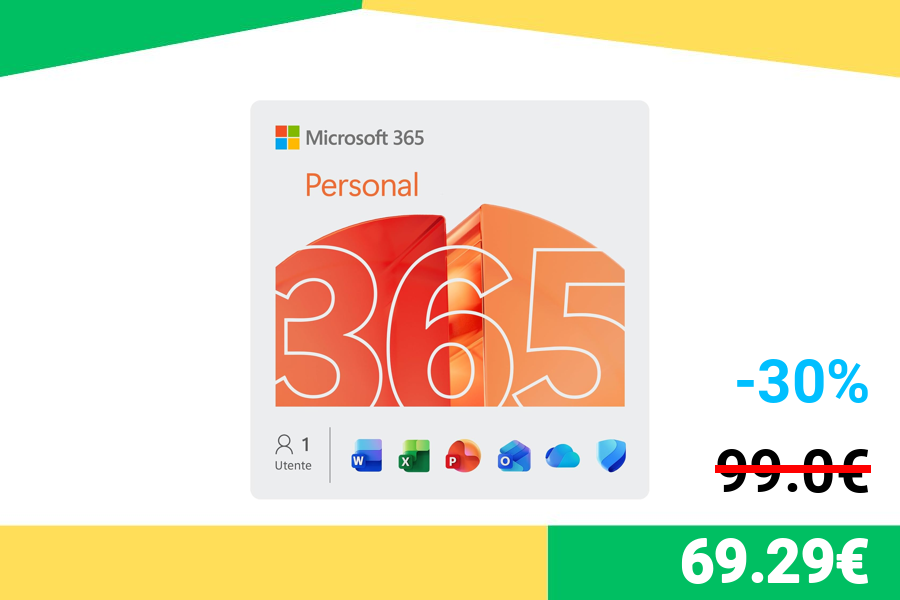 Microsoft 365
Personal
365
1
Utente
W
X
P
O
-30%
99.0€
69.29€